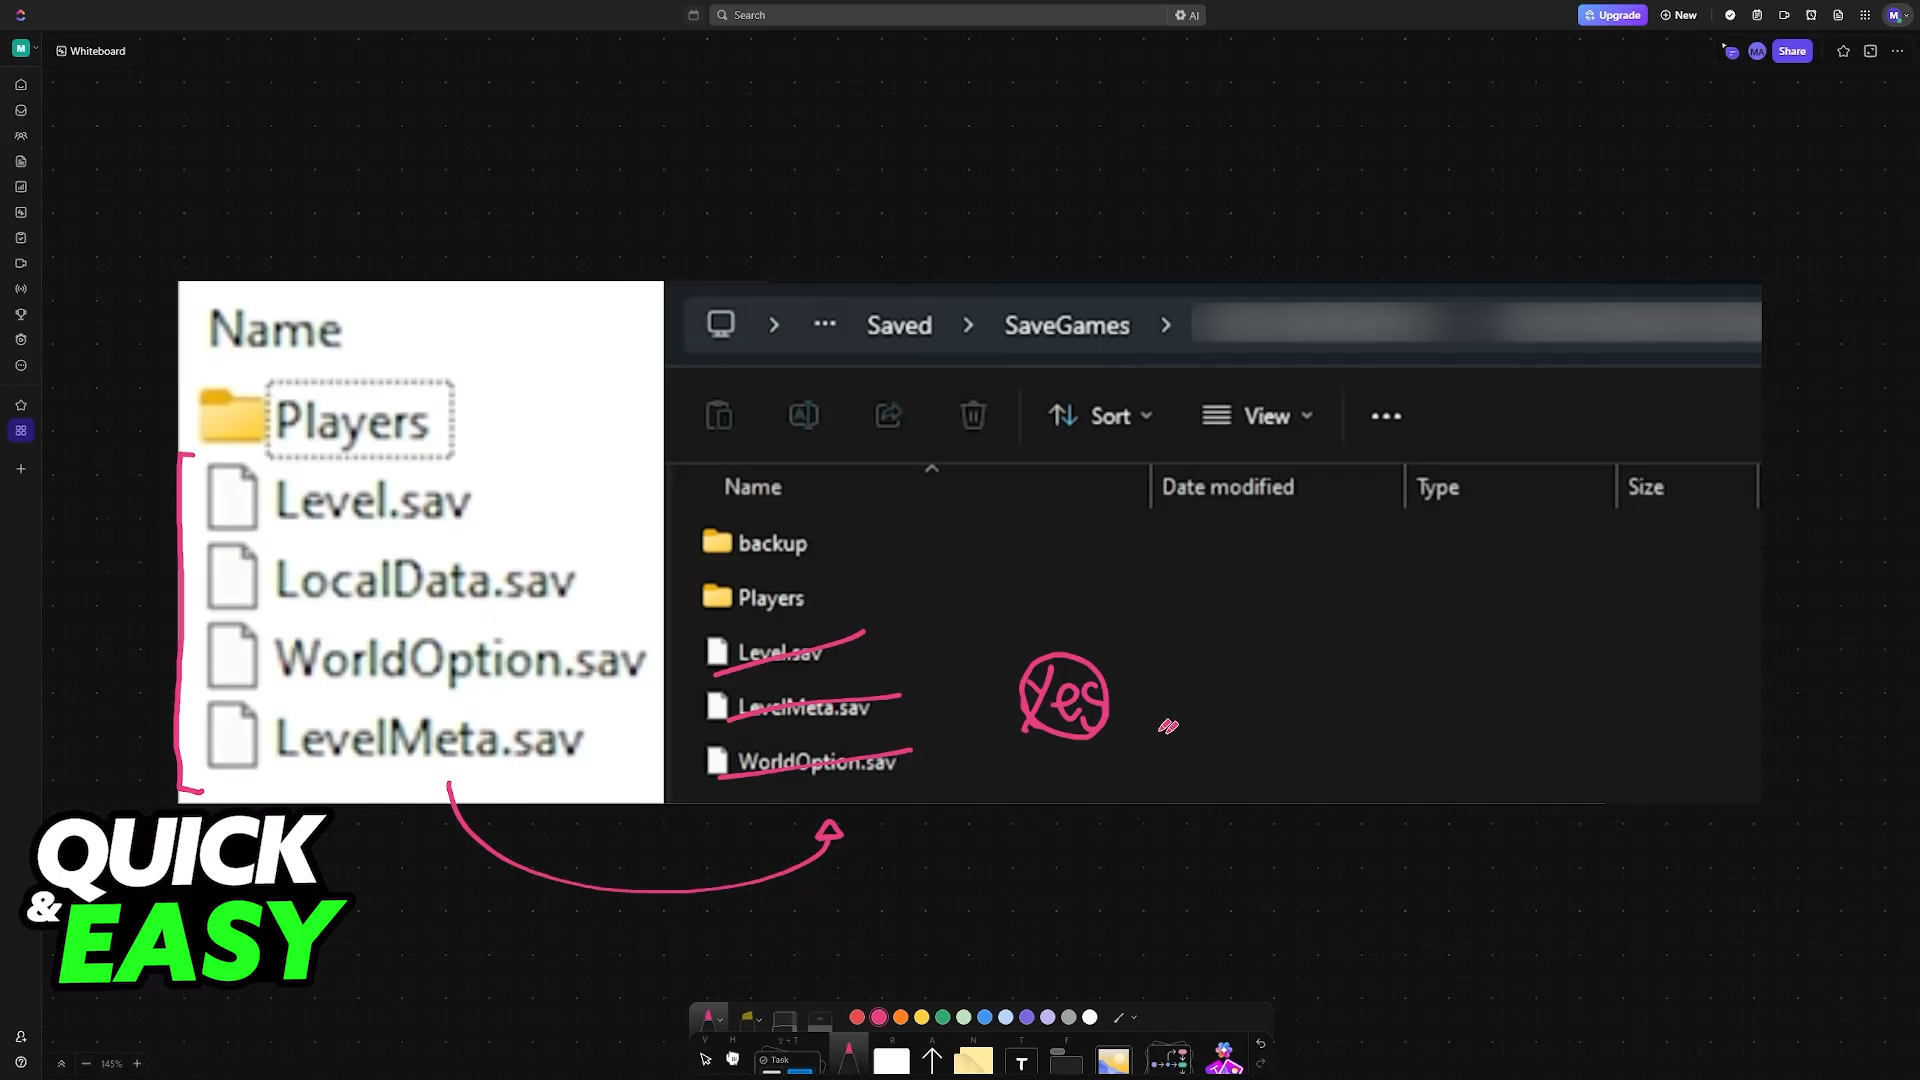 Search
AI
Upgrade
New
M
M
Whiteboard
MA
Share
Name
Players
Level.sav
LocalData.sav
WorldOption.sav
LevelMeta.sav
Saved
SaveGames
Sort
View
Name
Date modified
Type
Size
backup
Players
Level.sav
LevelMeta.sav
WorldOption.sav
Yes
QUICK
& EASY
V
H
⇧ + T
R
A
N
T
F
Task
T
145%